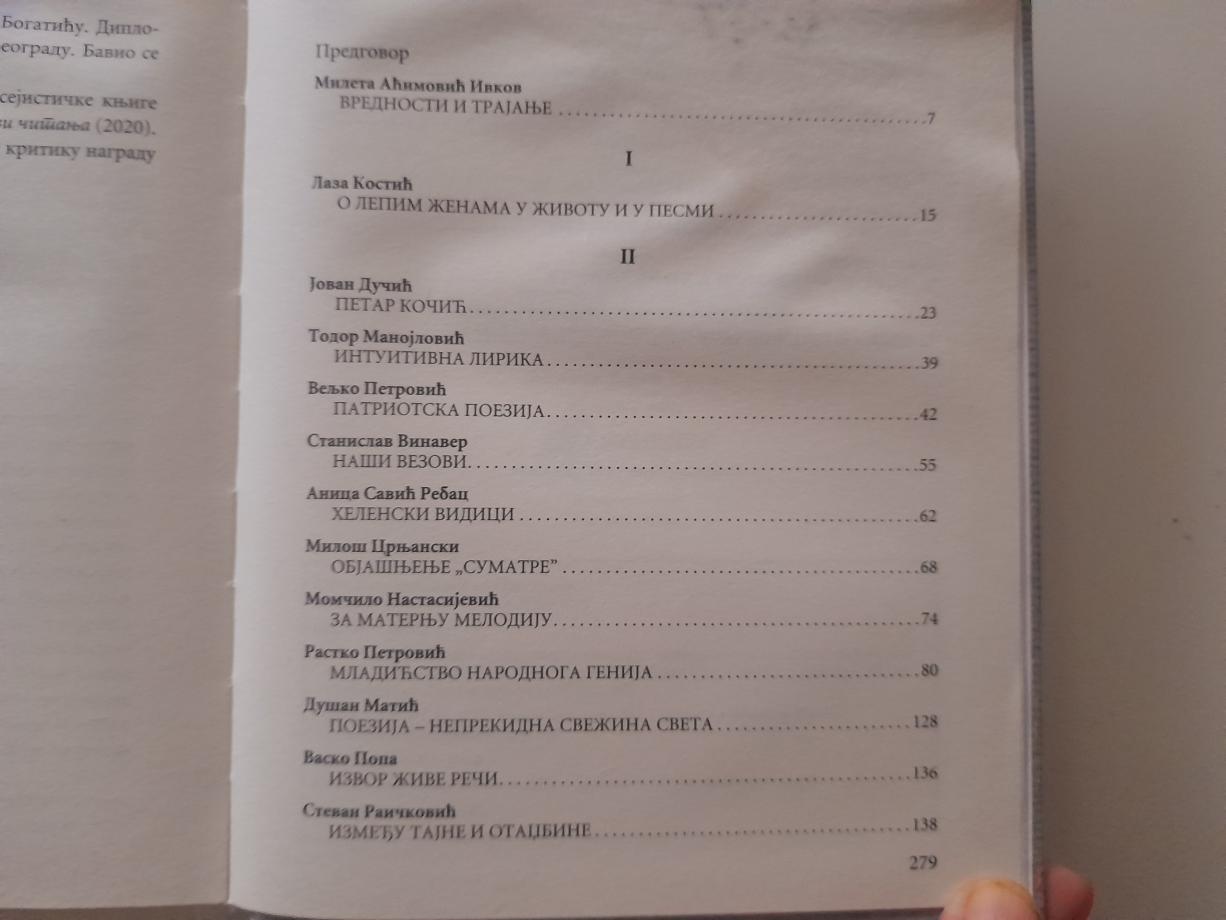 Богатићу. Дипло-
еограду. Бавио се
сејистичке књиге
ви читања (2020).
критику награду
Предговор
Милета Аћимовић Ивков
ВРЕДНОСТИ И ТРАЈАЊЕ ........................................7
I
Лаза Костић
О ЛЕПИМ ЖЕНАМА У ЖИВОТУ И У ПЕСМИ ......................15
II
Јован Дучић
ПЕТАР КОЧИЋ ..................................................23
Тодор Манојловић
ИНТУИТИВНА ЛИРИКА ........................................39
Вељко Петровић
ПАТРИОТСКА ПОЕЗИЈА ........................................42
Станислав Винавер
НАШИ ВЕЗОВИ ..................................................55
Аница Савић Ребац
ХЕЛЕНСКИ ВИДИЦИ ............................................62
Милош Црњански
ОБЈАШЊЕЊЕ „СУМАТРЕ” ......................................68
Момчило Настасијевић
ЗА МАТЕРЊУ МЕЛОДИЈУ ......................................74
Растко Петровић
МЛАДИЋСТВО НАРОДНОГА ГЕНИЈА ............................80
Душан Матић
ПОЕЗИЈА – НЕПРЕКИДНА СВЕЖИНА СВЕТА ......................128
Васко Попа
ИЗВОР ЖИВЕ РЕЧИ ............................................136
Стеван Раичковић
ИЗМЕЂУ ТАЈНЕ И ОТАЏБИНЕ ..................................138
279